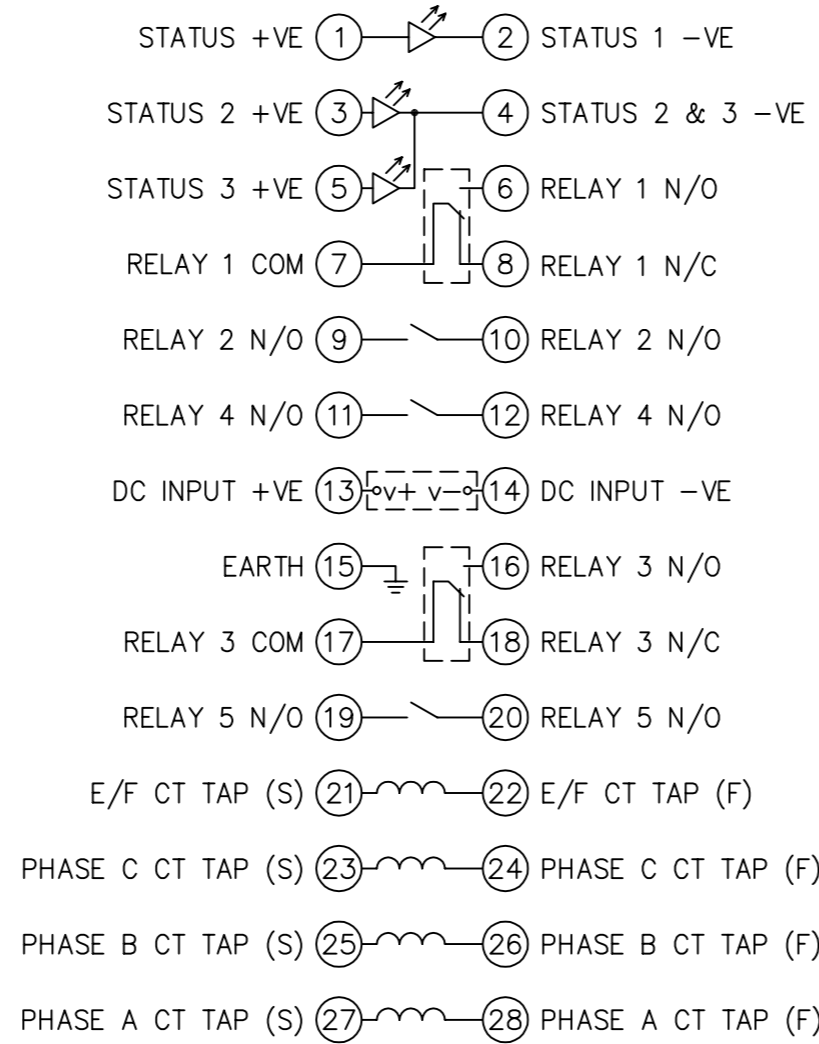 STATUS +VE 1 2 STATUS 1 −VE
STATUS 2 +VE 3 4 STATUS 2 & 3 −VE
STATUS 3 +VE 5 6 RELAY 1 N/O
RELAY 1 COM 7 8 RELAY 1 N/C
RELAY 2 N/O 9 10 RELAY 2 N/O
RELAY 4 N/O 11 12 RELAY 4 N/O
DC INPUT +VE 13 v+ v− 14 DC INPUT −VE
EARTH 15 16 RELAY 3 N/O
RELAY 3 COM 17 18 RELAY 3 N/C
RELAY 5 N/O 19 20 RELAY 5 N/O
E/F CT TAP (S) 21 22 E/F CT TAP (F)
PHASE C CT TAP (S) 23 24 PHASE C CT TAP (F)
PHASE B CT TAP (S) 25 26 PHASE B CT TAP (F)
PHASE A CT TAP (S) 27 28 PHASE A CT TAP (F)